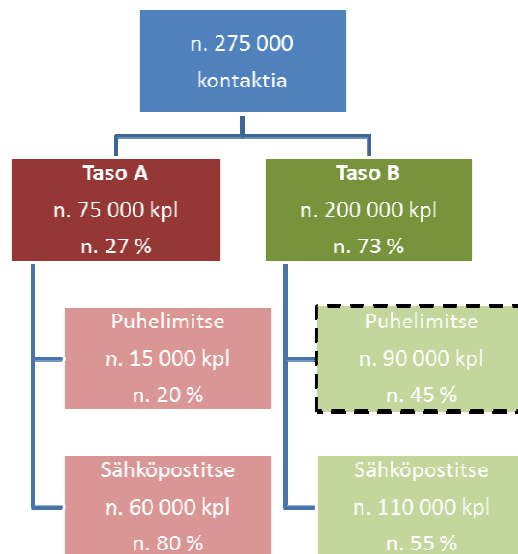 n. 275 000
kontaktia
Taso A
n. 75 000 kpl
n. 27 %
Taso B
n. 200 000 kpl
n. 73 %
Puhelimitse
n. 15 000 kpl
n. 20 %
Puhelimitse
n. 90 000 kpl
n. 45 %
Sähköpostitse
n. 60 000 kpl
n. 80 %
Sähköpostitse
n. 110 000 kpl
n. 55 %